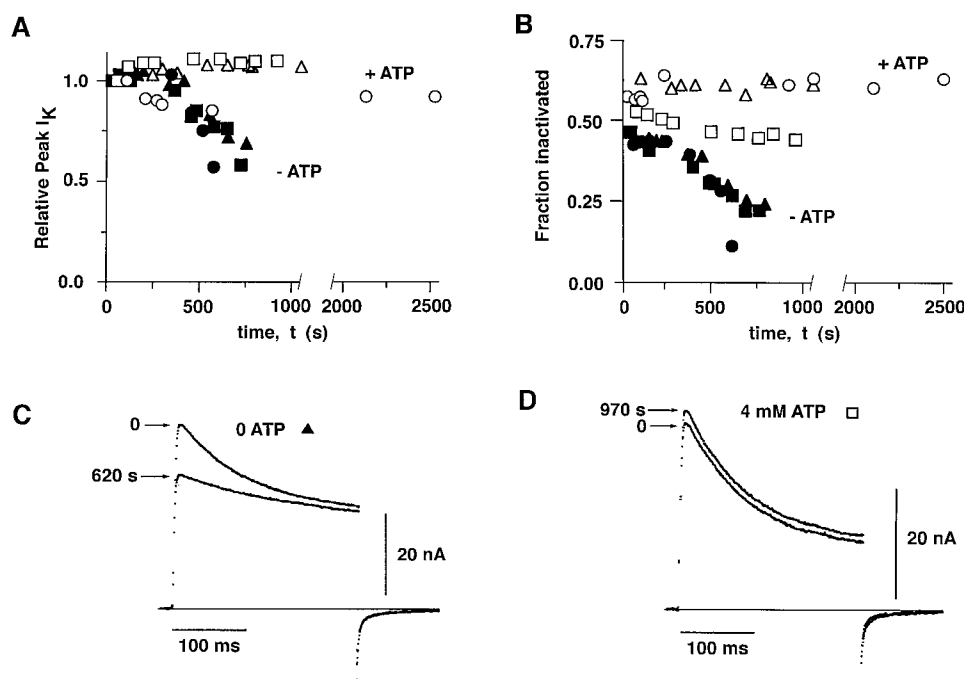 A
Relative Peak IK
1.0
0.5
0.0
+ ATP
- ATP
0 500 1000 2000 2500
time, t (s)
B
Fraction inactivated
0.75
0.50
0.25
0.00
+ ATP
- ATP
0 500 1000 2000 2500
time, t (s)
C
0
0 ATP
620 s
20 nA
100 ms
D
970 s
4 mM ATP
0
20 nA
100 ms